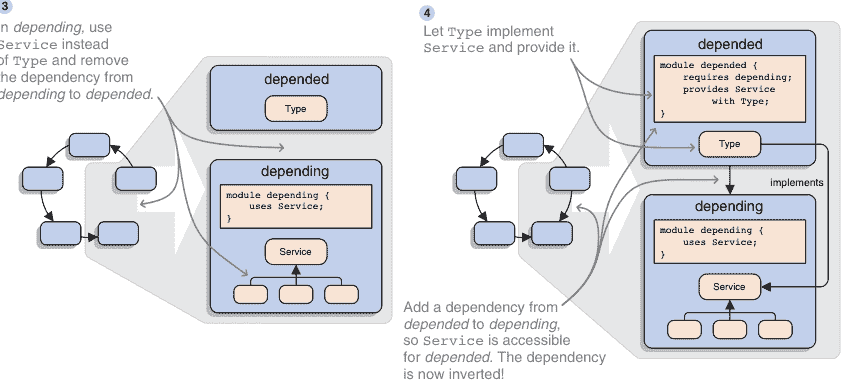 3
n depending, use
Service instead
of Type and remove
the dependency from
depending to depended.
depended
Type
depending
module depending {
uses Service;
}
Service
4
Let Type implement
Service and provide it.
depended
module depended {
requires depending;
provides Service
with Type;
}
Type
implements
depending
module depending {
uses Service;
}
Service
Add a dependency from
depended to depending,
so Service is accessible
for depended. The dependency
is now inverted!